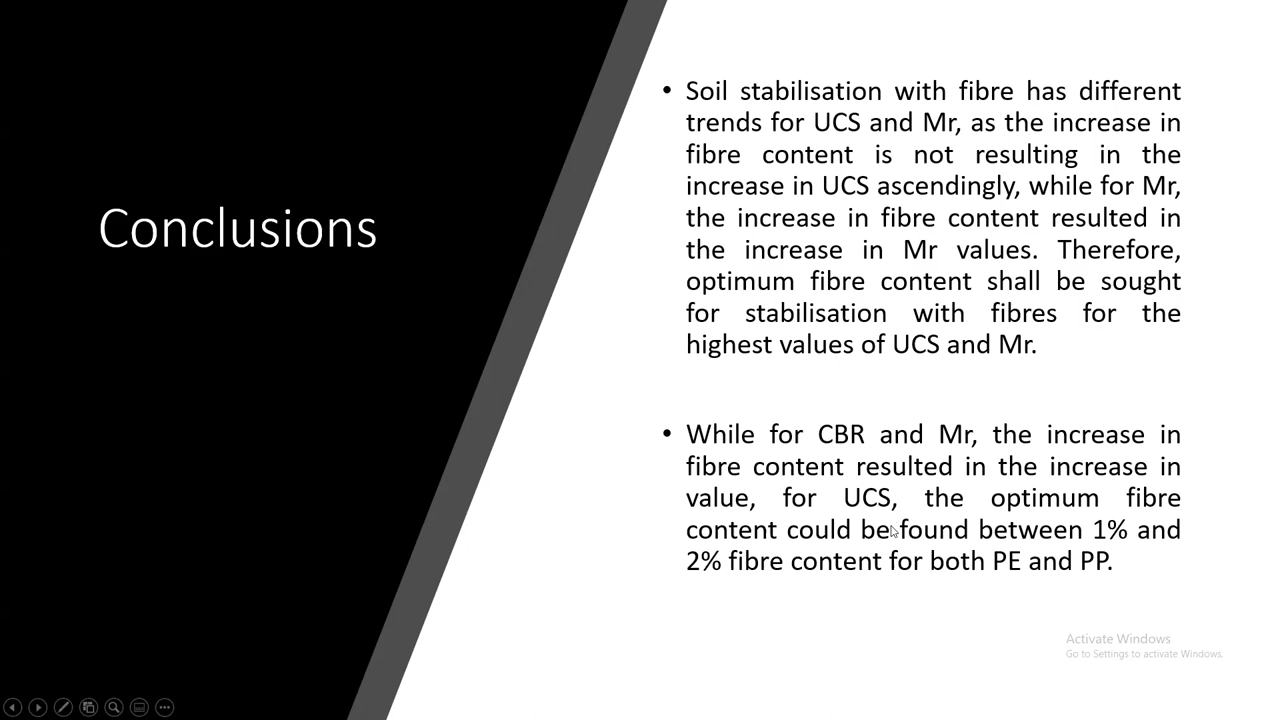 Conclusions
• Soil stabilisation with fibre has different
trends for UCS and Mr, as the increase in
fibre content is not resulting in the
increase in UCS ascendingly, while for Mr,
the increase in fibre content resulted in
the increase in Mr values. Therefore,
optimum fibre content shall be sought
for stabilisation with fibres for the
highest values of UCS and Mr.
• While for CBR and Mr, the increase in
fibre content resulted in the increase in
value, for UCS, the optimum fibre
content could be found between 1% and
2% fibre content for both PE and PP.
Activate Windows
Go to Settings to activate Windows.